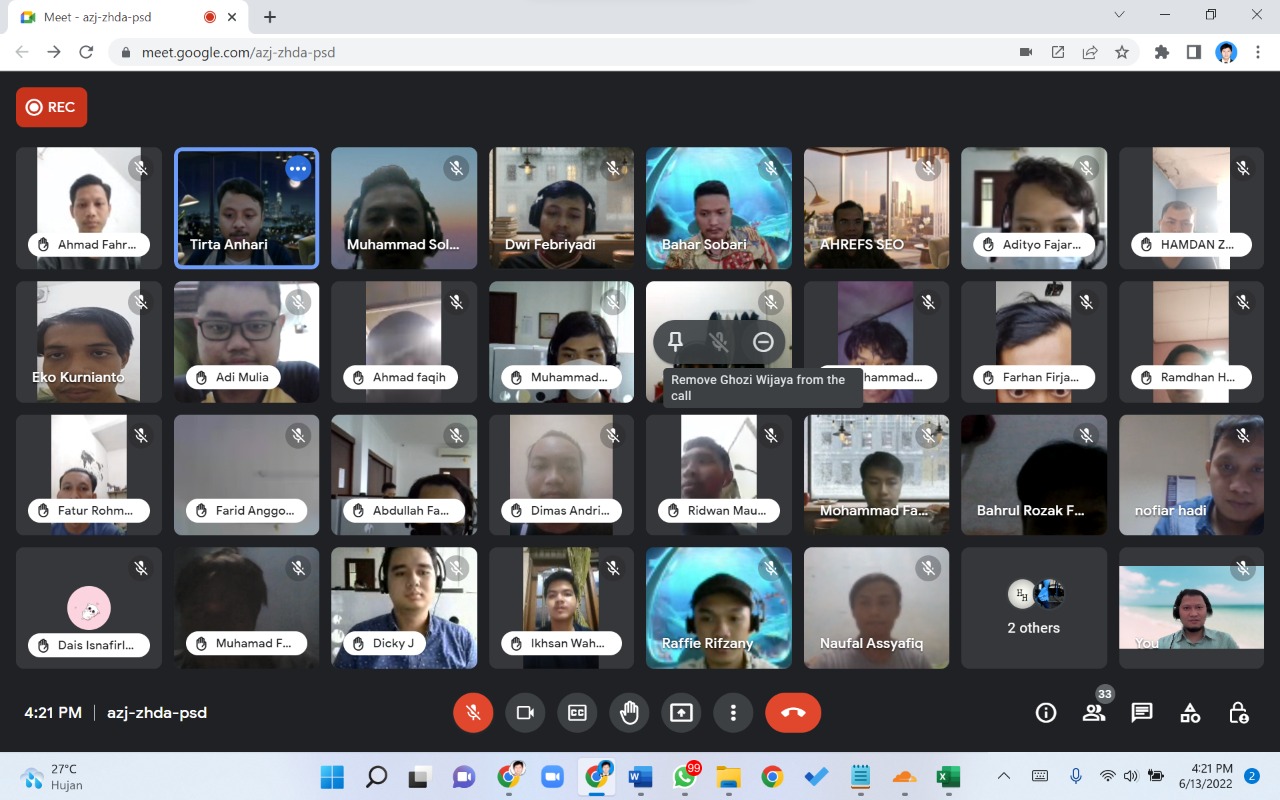 Meet - azj-zhda-psd
meet.google.com/azj-zhda-psd
REC
Ahmad Fahr...
Tirta Anhari
Muhammad Sol...
Dwi Febriyadi
Bahar Sobari
AHREFS SEO
Adityo Fajar...
HAMDAN Z...
Eko Kurnianto
Adi Mulia
Ahmad faqih
Muhammad...
Remove Ghozi Wijaya from the
call
hammad...
Farhan Firja...
Ramdhan H...
Fatur Rohm...
Farid Anggo...
Abdullah Fa...
Dimas Andri...
Ridwan Mau...
Mohammad Fa...
Bahrul Rozak F...
nofiar hadi
Dais Isnafirl...
Muhamad F...
Dicky J
Ikhsan Wah...
Raffie Rifzany
Naufal Assyafiq
HH
2 others
You
4:21 PM | azj-zhda-psd
33
27°C
Hujan
99
4:21 PM
6/13/2022
2